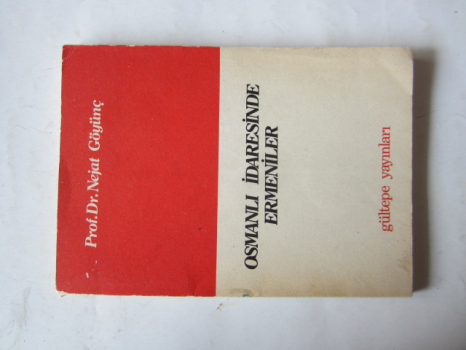 Prof. Dr. Nejat Göyünç
OSMANLI İDARESİNDE
ERMENİLER
gültepe yayınları